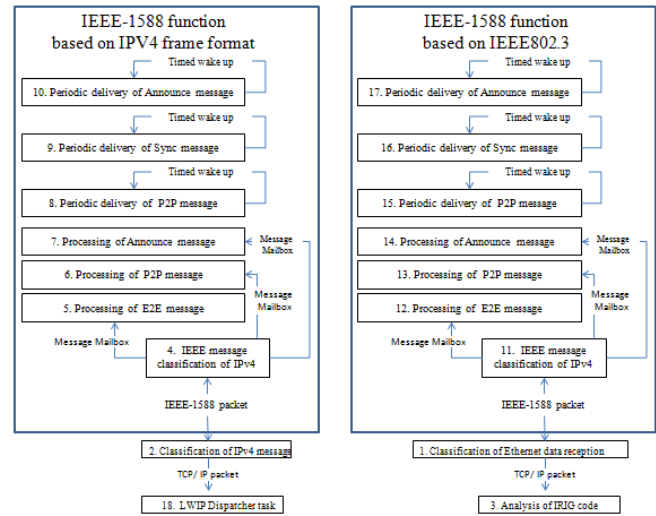 IEEE-1588 function
based on IPV4 frame format
Timed wake up
10. Periodic delivery of Announce message
Timed wake up
9. Periodic delivery of Sync message
Timed wake up
8. Periodic delivery of P2P message
7. Processing of Announce message
Message
Mailbox
6. Processing of P2P message
5. Processing of E2E message
Message
Mailbox
Message Mailbox
4. IEEE message
classification of IPv4
IEEE-1588 packet
2. Classification of IPv4 message
TCP/ IP packet
18. LWIP Dispatcher task
IEEE-1588 function
based on IEEE802.3
Timed wake up
17. Periodic delivery of Announce message
Timed wake up
16. Periodic delivery of Sync message
Timed wake up
15. Periodic delivery of P2P message
14. Processing of Announce message
Message
Mailbox
13. Processing of P2P message
12. Processing of E2E message
Message
Mailbox
Message Mailbox
11. IEEE message
classification of IPv4
IEEE-1588 packet
1. Classification of Ethernet data reception
TCP/ IP packet
3. Analysis of IRIG code